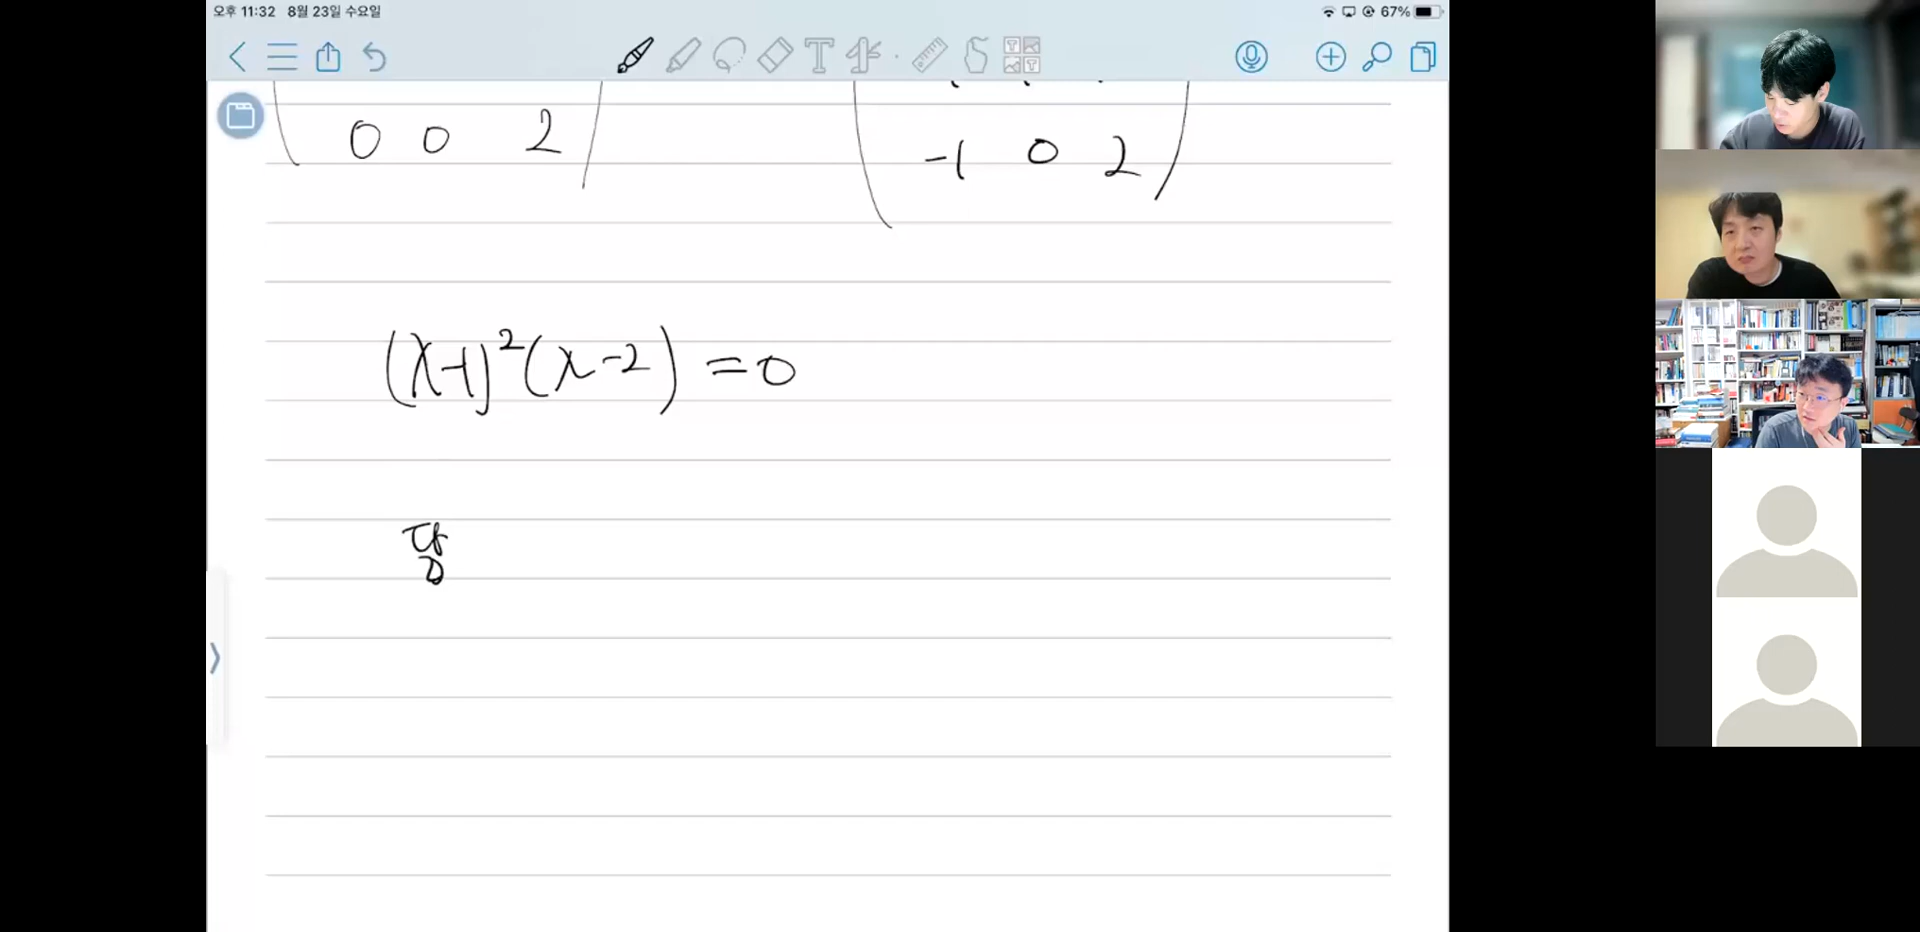 오후 11:32 8월 23일 수요일
67%
T
0 0 2
-1 0 2
(x-1)²(x-2) = 0
당